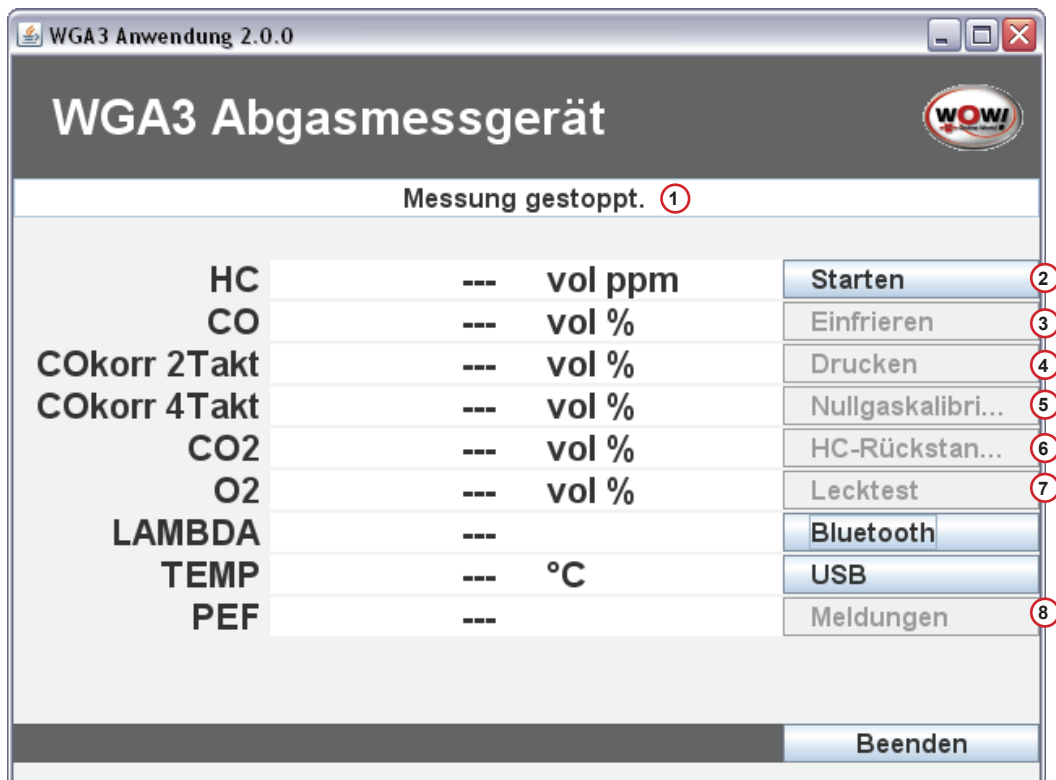 WGA3 Anwendung 2.0.0
WGA3 Abgasmessgerät
WOW!
Messung gestoppt. 1
HC --- vol ppm Starten 2
CO --- vol % Einfrieren 3
COkorr 2Takt --- vol % Drucken 4
COkorr 4Takt --- vol % Nullgaskalibri... 5
CO2 --- vol % HC-Rückstan... 6
O2 --- vol % Lecktest 7
LAMBDA --- Bluetooth
TEMP --- °C USB
PEF --- Meldungen 8
Beenden